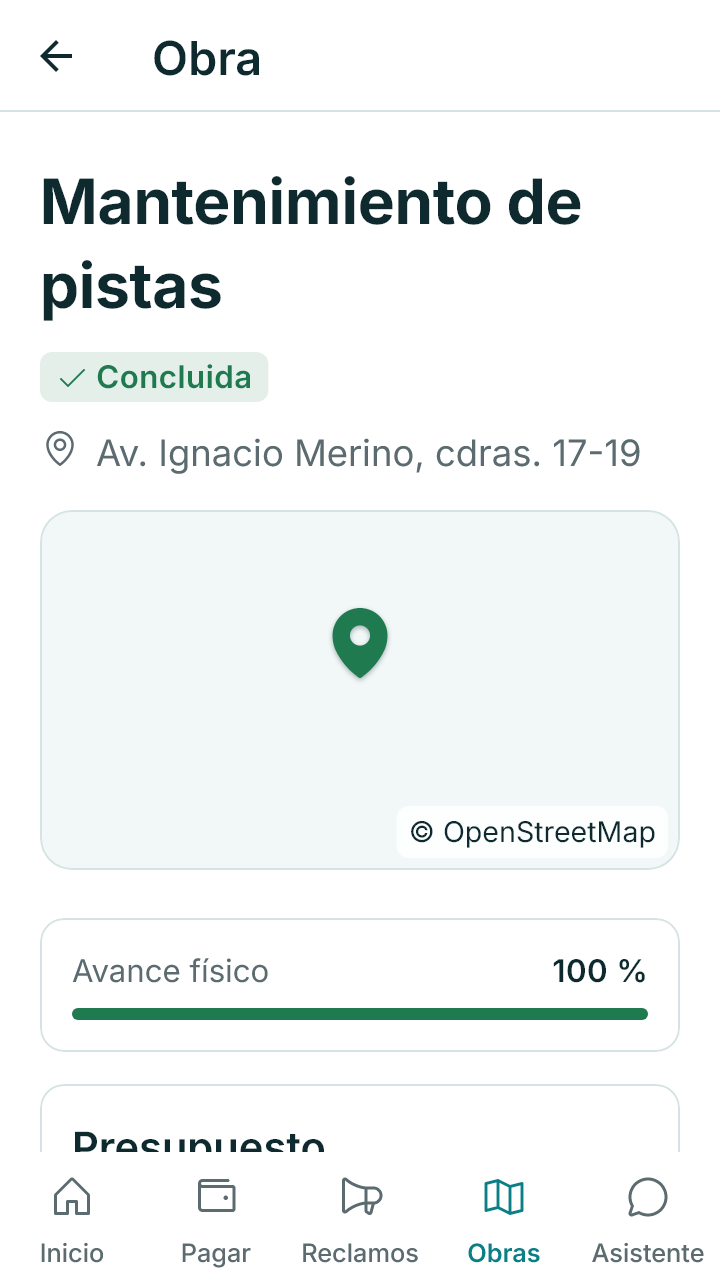 Obra
Mantenimiento de
pistas
Concluida
Av. Ignacio Merino, cdras. 17-19
© OpenStreetMap
Avance físico 100 %
Presupuesto
Inicio Pagar Reclamos Obras Asistente